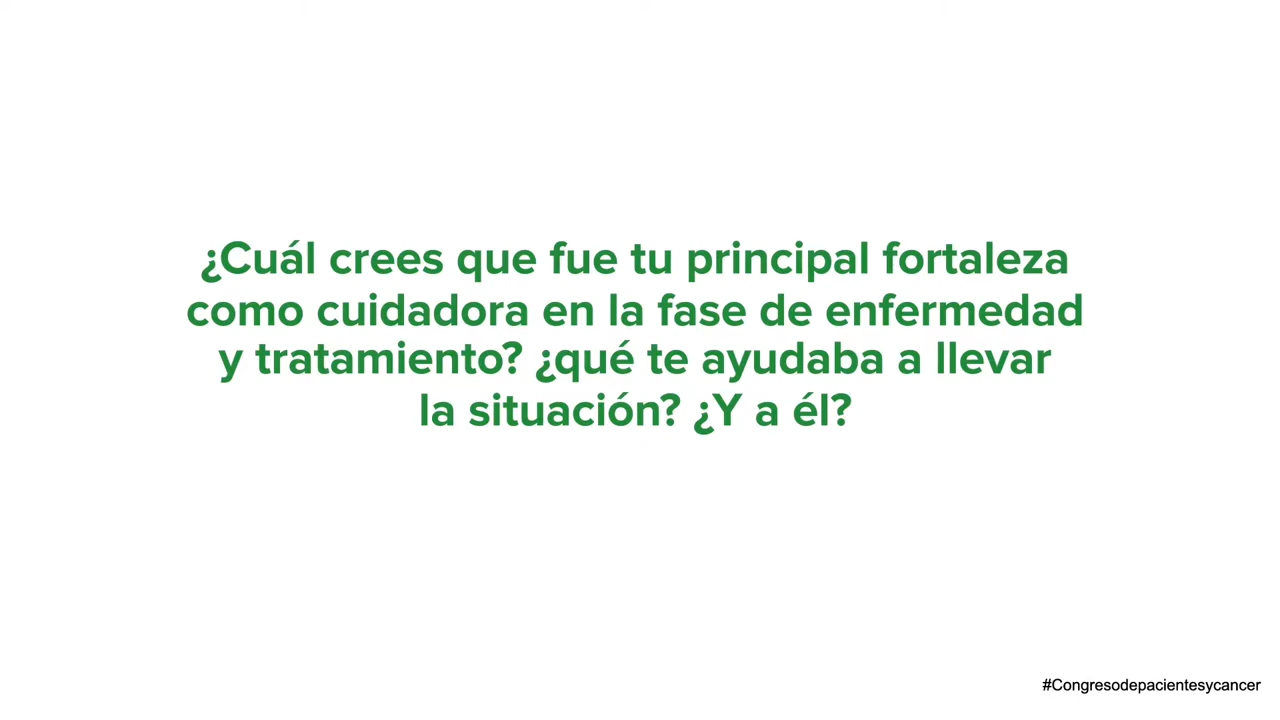 ¿Cuál crees que fue tu principal fortaleza
como cuidadora en la fase de enfermedad
y tratamiento? ¿qué te ayudaba a llevar
la situación? ¿Y a él?
#Congresodepacientesycancer